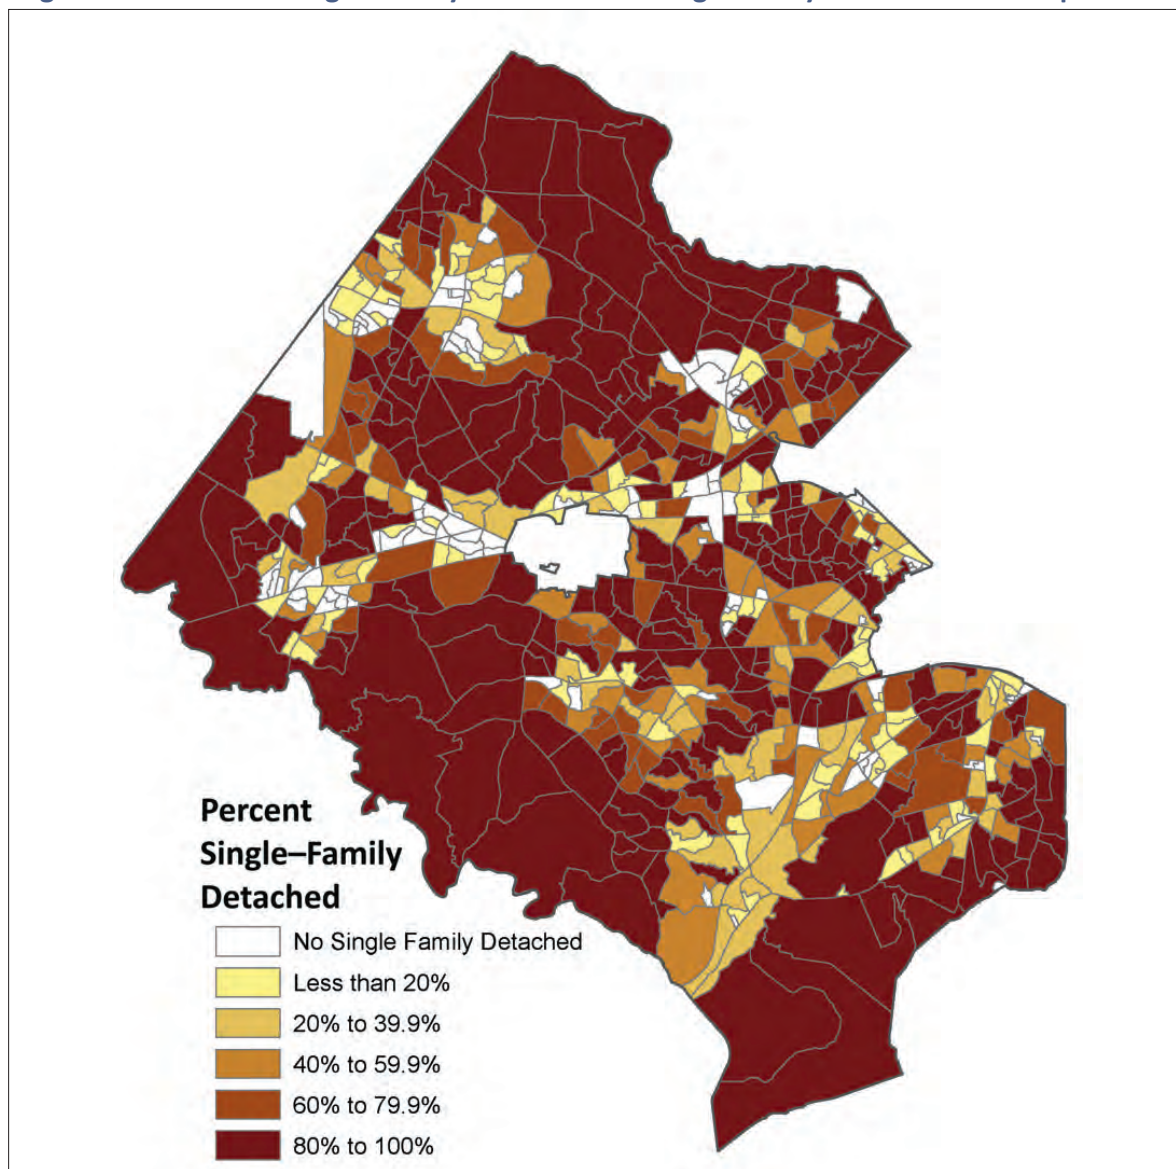 Percent
Single–Family
Detached
No Single Family Detached
Less than 20%
20% to 39.9%
40% to 59.9%
60% to 79.9%
80% to 100%